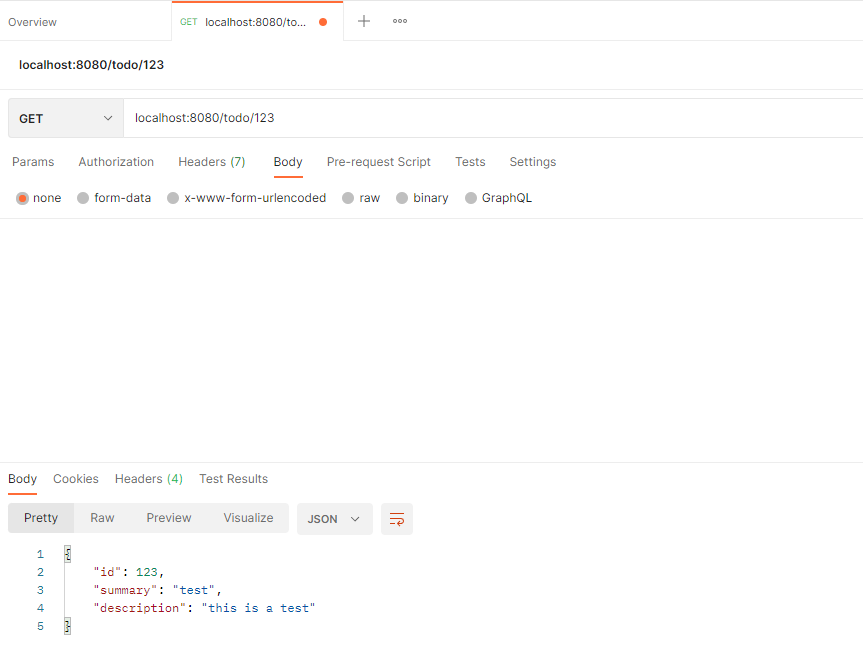 Overview GET localhost:8080/to... + ooo
localhost:8080/todo/123
GET localhost:8080/todo/123
Params Authorization Headers (7) Body Pre-request Script Tests Settings
none form-data x-www-form-urlencoded raw binary GraphQL
Body Cookies Headers (4) Test Results
Pretty Raw Preview Visualize JSON
1 {
2 "id": 123,
3 "summary": "test",
4 "description": "this is a test"
5 }